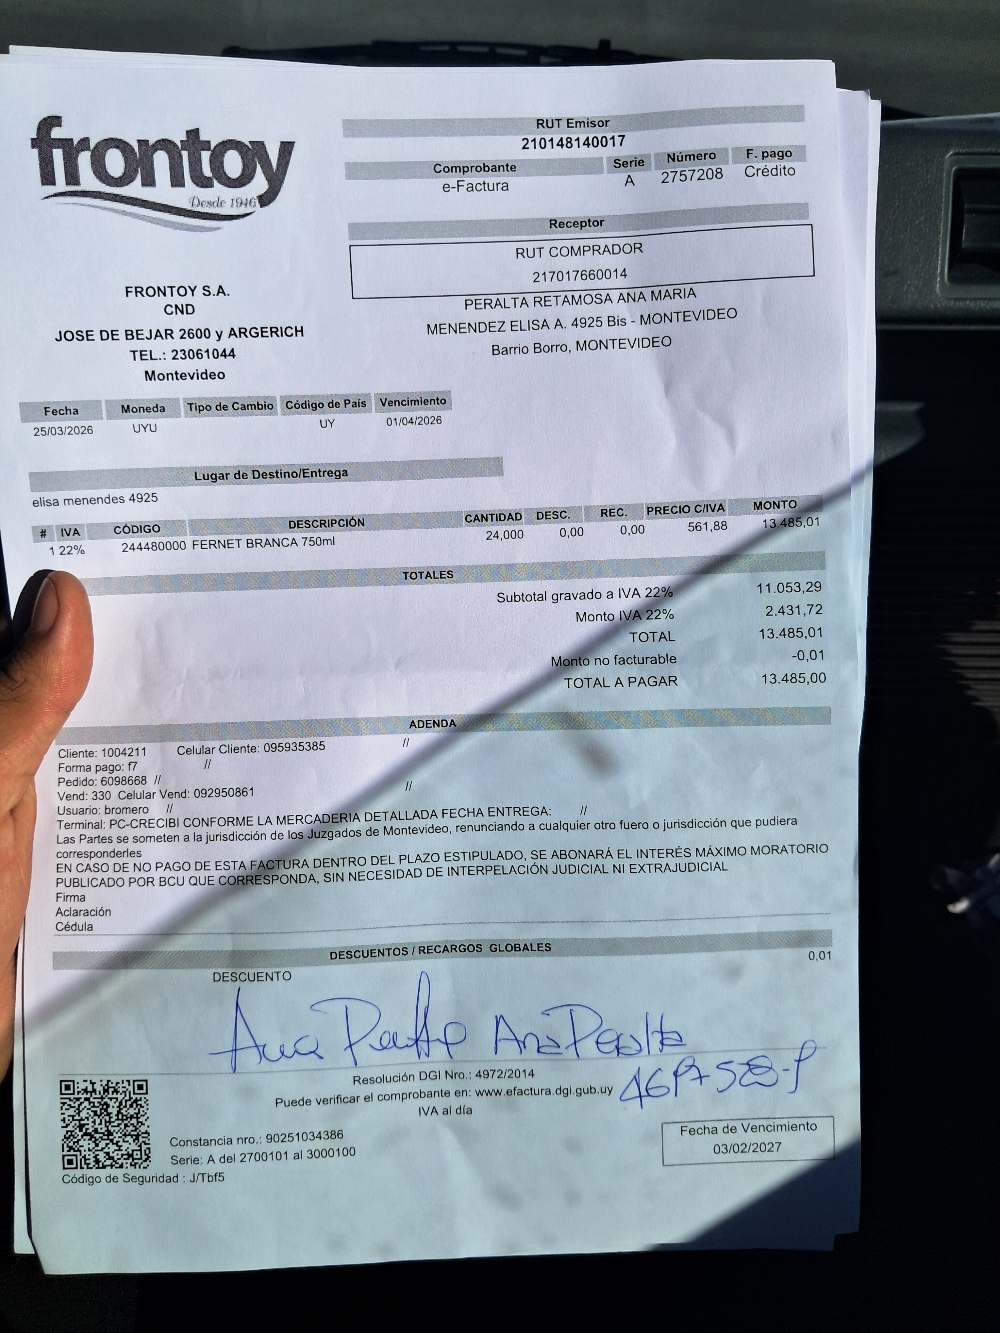 frontoy
Desde 1946
FRONTOY S.A.
CND
JOSE DE BEJAR 2600 y ARGERICH
TEL.: 23061044
Montevideo
RUT Emisor
210148140017
Comprobante Serie Número F. pago
e-Factura A 2757208 Crédito
Receptor
RUT COMPRADOR
217017660014
PERALTA RETAMOSA ANA MARIA
MENENDEZ ELISA A. 4925 Bis - MONTEVIDEO
Barrio Borro, MONTEVIDEO
Fecha Moneda Tipo de Cambio Código de País Vencimiento
25/03/2026 UYU UY 01/04/2026
Lugar de Destino/Entrega
elisa menendes 4925
# IVA CÓDIGO DESCRIPCIÓN CANTIDAD DESC. REC. PRECIO C/IVA MONTO
1 22% 244480000 FERNET BRANCA 750ml 24,000 0,00 0,00 561,88 13.485,01
TOTALES
Subtotal gravado a IVA 22% 11.053,29
Monto IVA 22% 2.431,72
TOTAL 13.485,01
Monto no facturable -0,01
TOTAL A PAGAR 13.485,00
ADENDA
Cliente: 1004211 Celular Cliente: 095935385 //
Forma pago: f7 //
Pedido: 6098668 //
Vend: 330 Celular Vend: 092950861 //
Usuario: bromero //
Terminal: PC-CRECIBI CONFORME LA MERCADERIA DETALLADA FECHA ENTREGA: //
Las Partes se someten a la jurisdicción de los Juzgados de Montevideo, renunciando a cualquier otro fuero o jurisdicción que pudiera
corresponderles
EN CASO DE NO PAGO DE ESTA FACTURA DENTRO DEL PLAZO ESTIPULADO, SE ABONARÁ EL INTERÉS MÁXIMO MORATORIO
PUBLICADO POR BCU QUE CORRESPONDA, SIN NECESIDAD DE INTERPELACIÓN JUDICIAL NI EXTRAJUDICIAL
Firma
Aclaración
Cédula
DESCUENTOS / RECARGOS GLOBALES
DESCUENTO 0,01
Ana Peralta Ana Peralta
Resolución DGI Nro.: 4972/2014
Puede verificar el comprobante en: www.efactura.dgi.gub.uy
IVA al día
Constancia nro.: 90251034386
Serie: A del 2700101 al 3000100
Código de Seguridad : J/Tbf5
Fecha de Vencimiento
03/02/2027